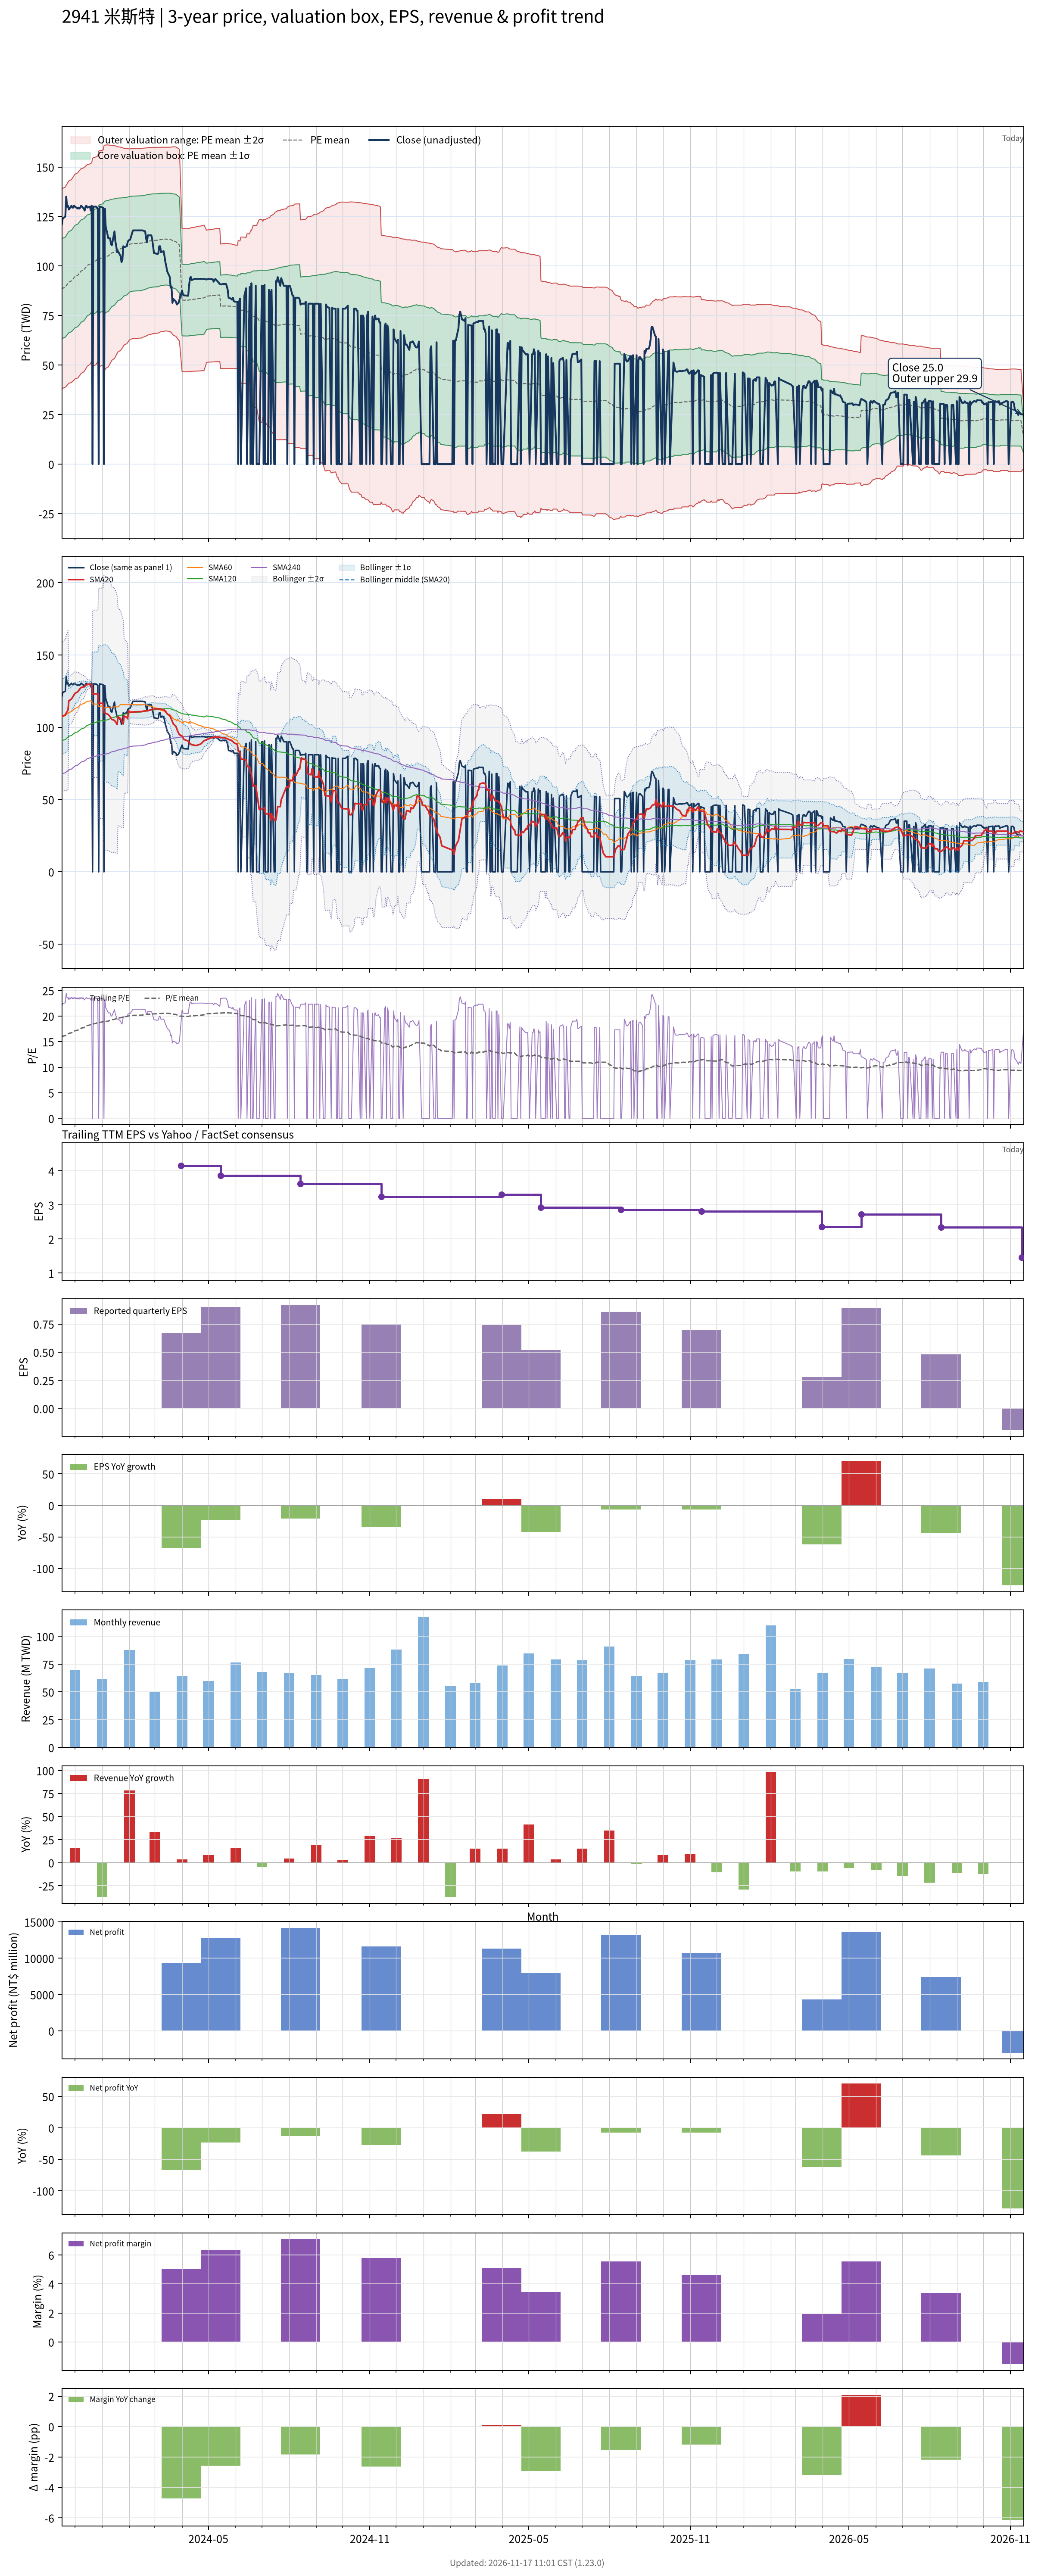 2941 米斯特 | 3-year price, valuation box, EPS, revenue & profit trend
Outer valuation range: PE mean ±2σ
PE mean
Close (unadjusted)
Core valuation box: PE mean ±1σ
Today
150
125
100
75
50
25
0
-25
Price (TWD)
Close 25.0
Outer upper 29.9
Close (same as panel 1)
SMA60
SMA240
Bollinger ±1σ
SMA20
SMA120
Bollinger ±2σ
Bollinger middle (SMA20)
200
150
100
50
0
-50
Price
Trailing P/E
P/E mean
25
20
15
10
5
0
P/E
Trailing TTM EPS vs Yahoo / FactSet consensus
Today
4
3
2
1
EPS
Reported quarterly EPS
0.75
0.50
0.25
0.00
EPS
EPS YoY growth
50
0
-50
-100
YoY (%)
Monthly revenue
100
75
50
25
0
Revenue (M TWD)
Revenue YoY growth
100
75
50
25
0
-25
YoY (%)
Month
Net profit
15000
10000
5000
0
Net profit (NT$ million)
Net profit YoY
50
0
-50
-100
YoY (%)
Net profit margin
6
4
2
0
Margin (%)
Margin YoY change
2
0
-2
-4
-6
Δ margin (pp)
2024-05
2024-11
2025-05
2025-11
2026-05
2026-11
Updated: 2026-11-17 11:01 CST (1.23.0)